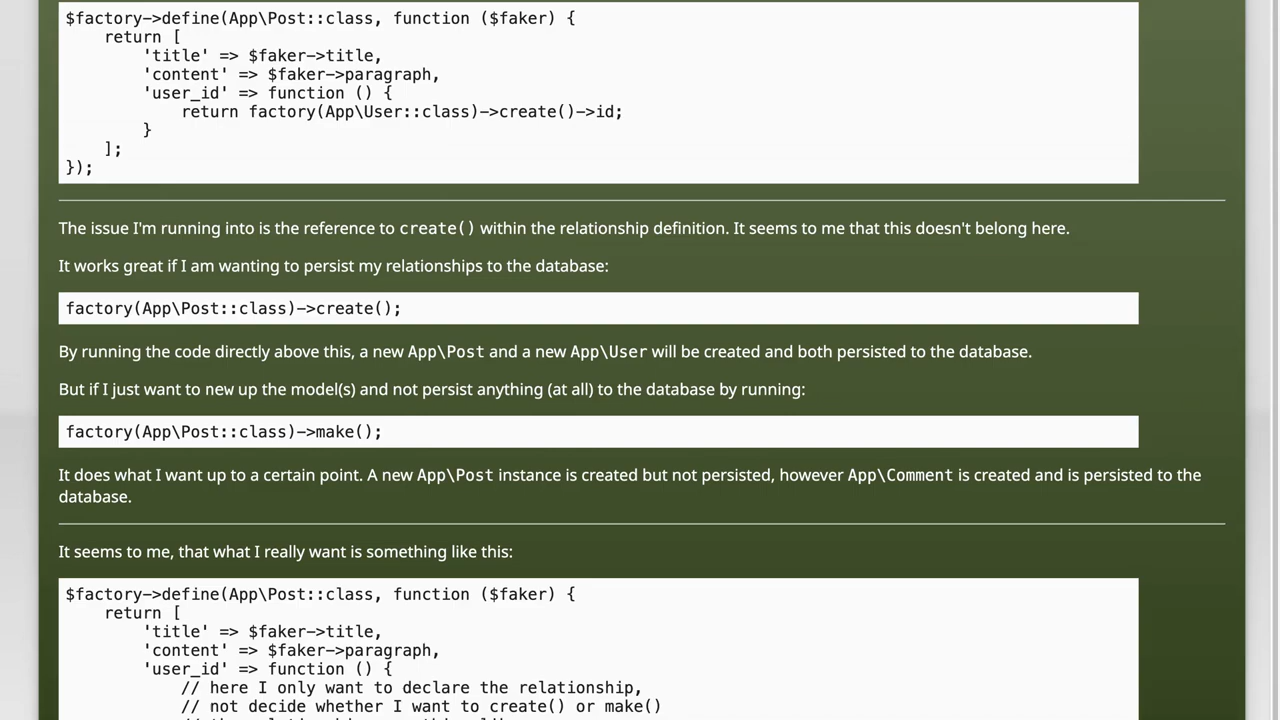 $factory->define(App\Post::class, function ($faker) {
    return [
        'title' => $faker->title,
        'content' => $faker->paragraph,
        'user_id' => function () {
            return factory(App\User::class)->create()->id;
        }
    ];
});
The issue I'm running into is the reference to create() within the relationship definition. It seems to me that this doesn't belong here.
It works great if I am wanting to persist my relationships to the database:
factory(App\Post::class)->create();
By running the code directly above this, a new App\Post and a new App\User will be created and both persisted to the database.
But if I just want to new up the model(s) and not persist anything (at all) to the database by running:
factory(App\Post::class)->make();
It does what I want up to a certain point. A new App\Post instance is created but not persisted, however App\Comment is created and is persisted to the
database.
It seems to me, that what I really want is something like this:
$factory->define(App\Post::class, function ($faker) {
    return [
        'title' => $faker->title,
        'content' => $faker->paragraph,
        'user_id' => function () {
            // here I only want to declare the relationship,
            // not decide whether I want to create() or make()